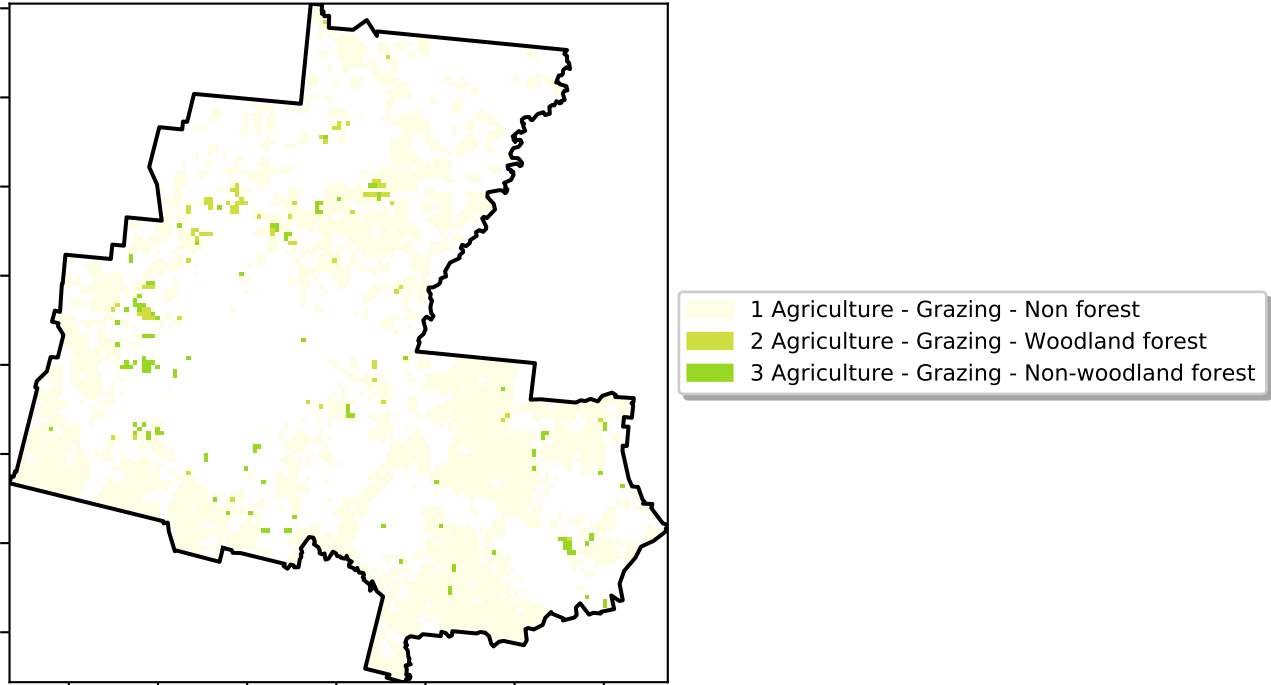 1 Agriculture - Grazing - Non forest
2 Agriculture - Grazing - Woodland forest
3 Agriculture - Grazing - Non-woodland forest